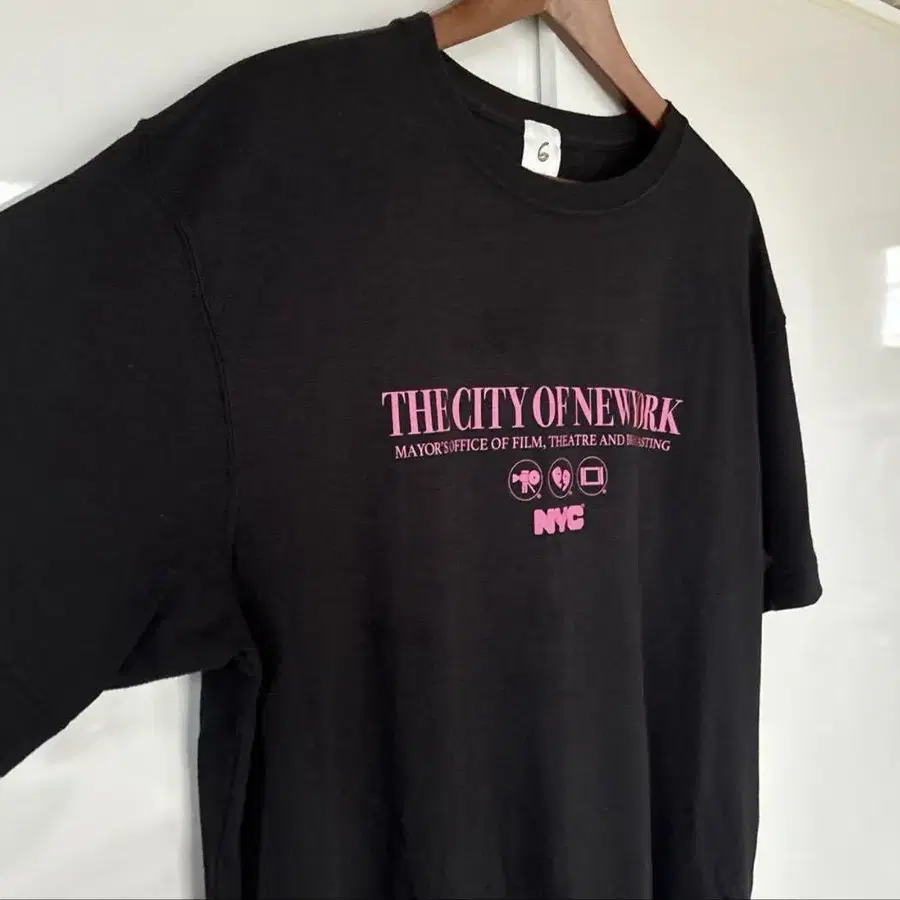 6
THE CITY OF NEW YORK
MAYOR'S OFFICE OF FILM, THEATRE AND
NYC